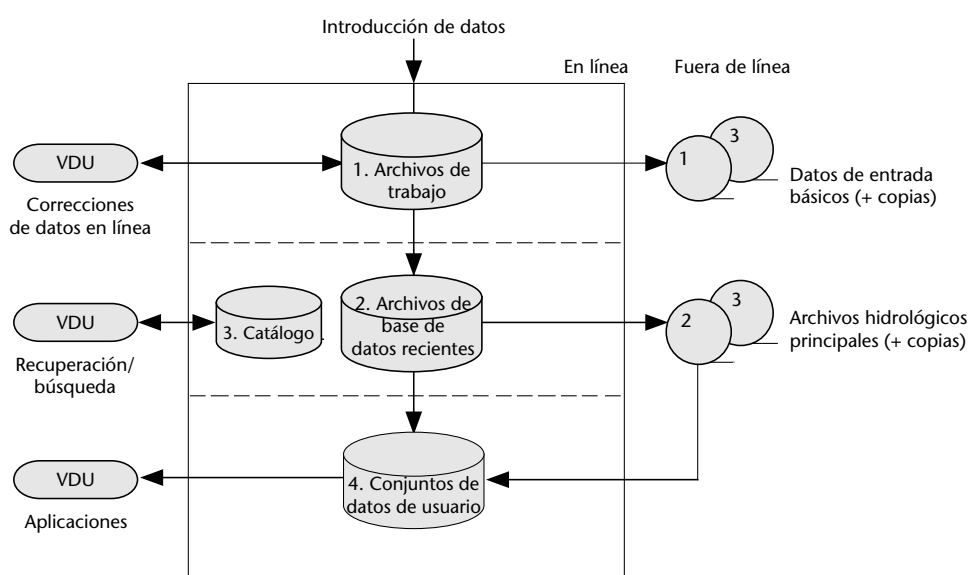 Introducción de datos
En línea
Fuera de línea
VDU
Correcciones
de datos en línea
1. Archivos de
trabajo
1
3
Datos de entrada
básicos (+ copias)
VDU
Recuperación/
búsqueda
3. Catálogo
2. Archivos de
base de
datos recientes
2
3
Archivos hidrológicos
principales (+ copias)
VDU
Aplicaciones
4. Conjuntos de
datos de usuario